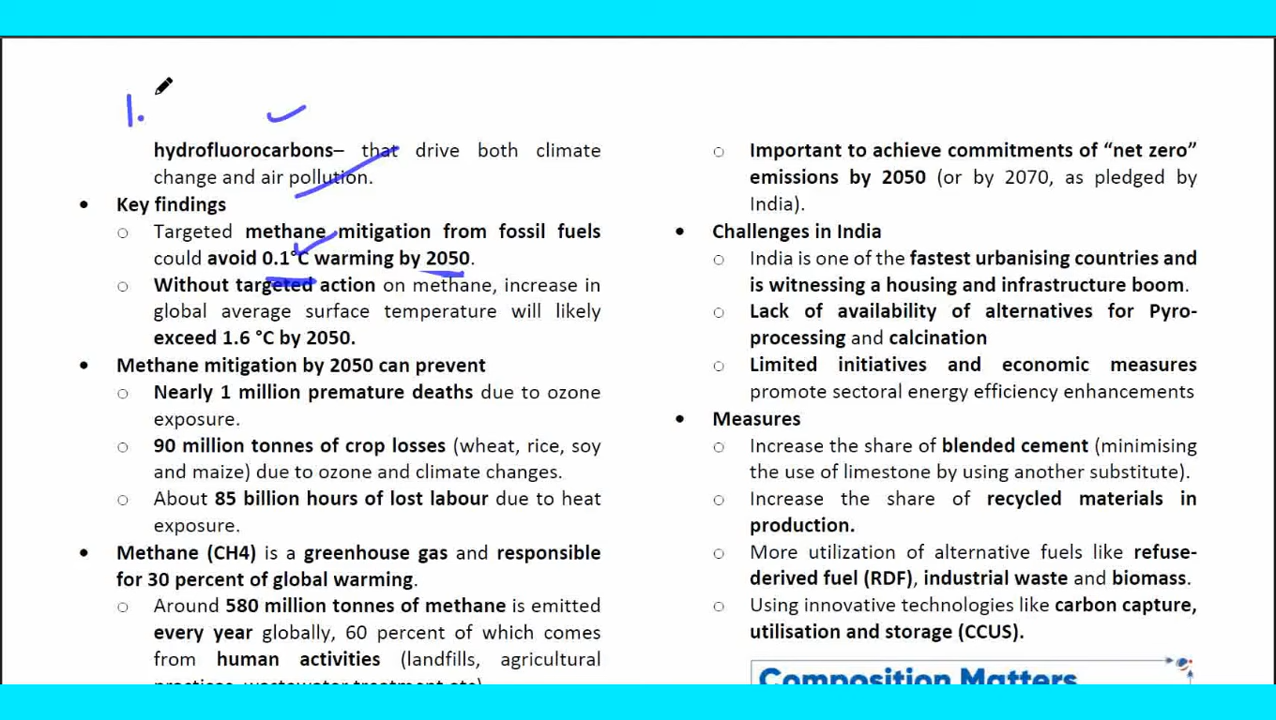 1.
hydrofluorocarbons– that drive both climate
change and air pollution.
• Key findings
○ Targeted methane mitigation from fossil fuels
could avoid 0.1°C warming by 2050.
○ Without targeted action on methane, increase in
global average surface temperature will likely
exceed 1.6 °C by 2050.
• Methane mitigation by 2050 can prevent
○ Nearly 1 million premature deaths due to ozone
exposure.
○ 90 million tonnes of crop losses (wheat, rice, soy
and maize) due to ozone and climate changes.
○ About 85 billion hours of lost labour due to heat
exposure.
• Methane (CH4) is a greenhouse gas and responsible
for 30 percent of global warming.
○ Around 580 million tonnes of methane is emitted
every year globally, 60 percent of which comes
from human activities (landfills, agricultural
practices, wastewater treatment etc)
○ Important to achieve commitments of “net zero”
emissions by 2050 (or by 2070, as pledged by
India).
• Challenges in India
○ India is one of the fastest urbanising countries and
is witnessing a housing and infrastructure boom.
○ Lack of availability of alternatives for Pyro-
processing and calcination
○ Limited initiatives and economic measures
promote sectoral energy efficiency enhancements
• Measures
○ Increase the share of blended cement (minimising
the use of limestone by using another substitute).
○ Increase the share of recycled materials in
production.
○ More utilization of alternative fuels like refuse-
derived fuel (RDF), industrial waste and biomass.
○ Using innovative technologies like carbon capture,
utilisation and storage (CCUS).
Composition Matters